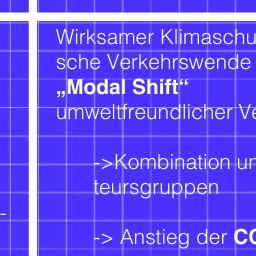 Wirksamer Klimaschu
sche Verkehrswende
„Modal Shift“
umweltfreundlicher Ve
->Kombination un
teursgruppen
-
-> Anstieg der CO